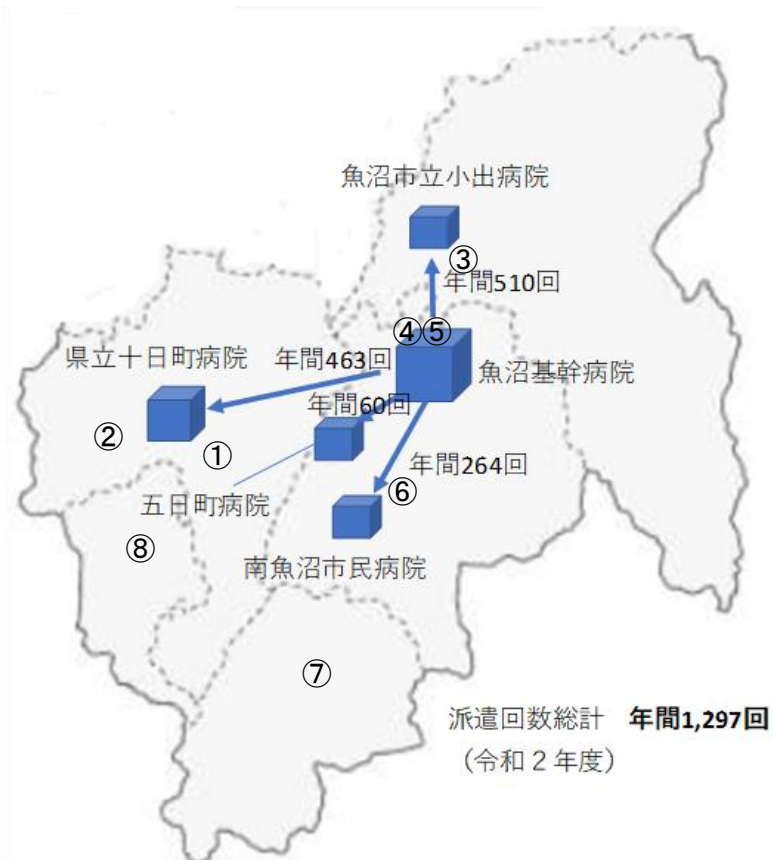 魚沼市立小出病院
③
年間510回
④⑤
県立十日町病院
年間463回
魚沼基幹病院
年間60回
②
①
年間264回
五日町病院
⑥
⑧
南魚沼市民病院
⑦
派遣回数総計 年間1,297回
（令和２年度）